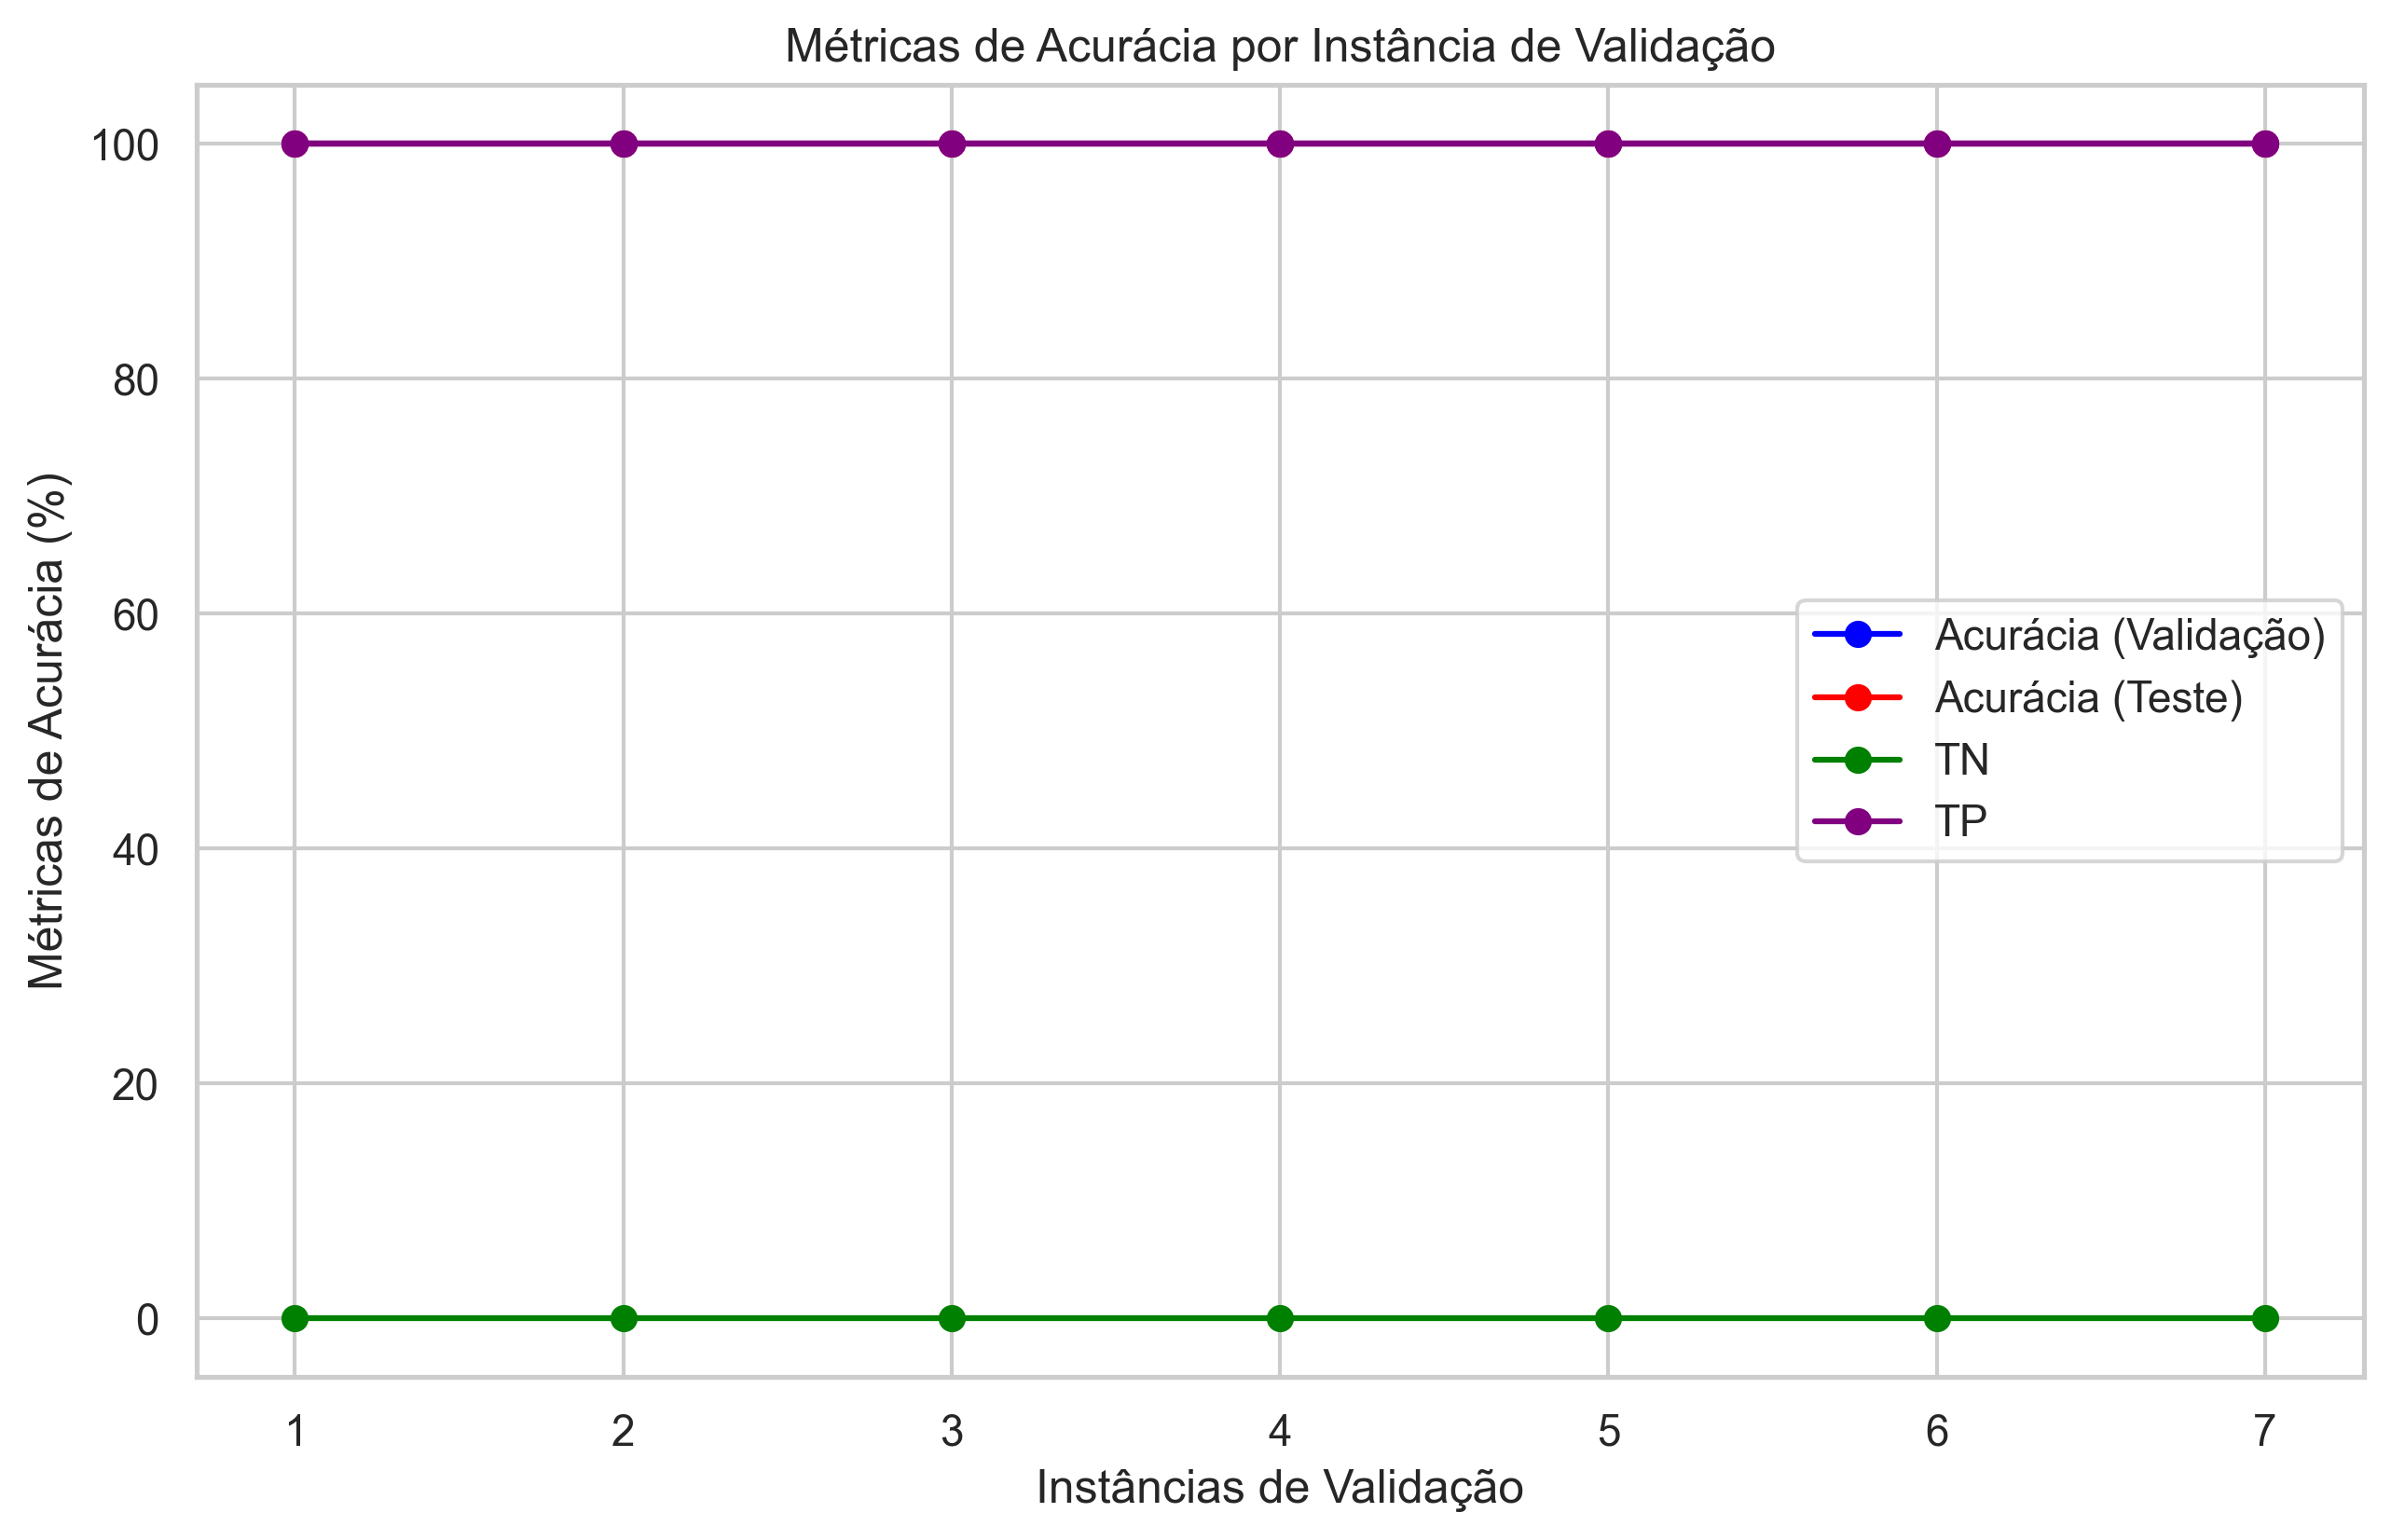 Métricas de Acurácia por Instância de Validação
Métricas de Acurácia (%)
100
80
60
40
20
0
Acurácia (Validação)
Acurácia (Teste)
TN
TP
1 2 3 4 5 6 7
Instâncias de Validação